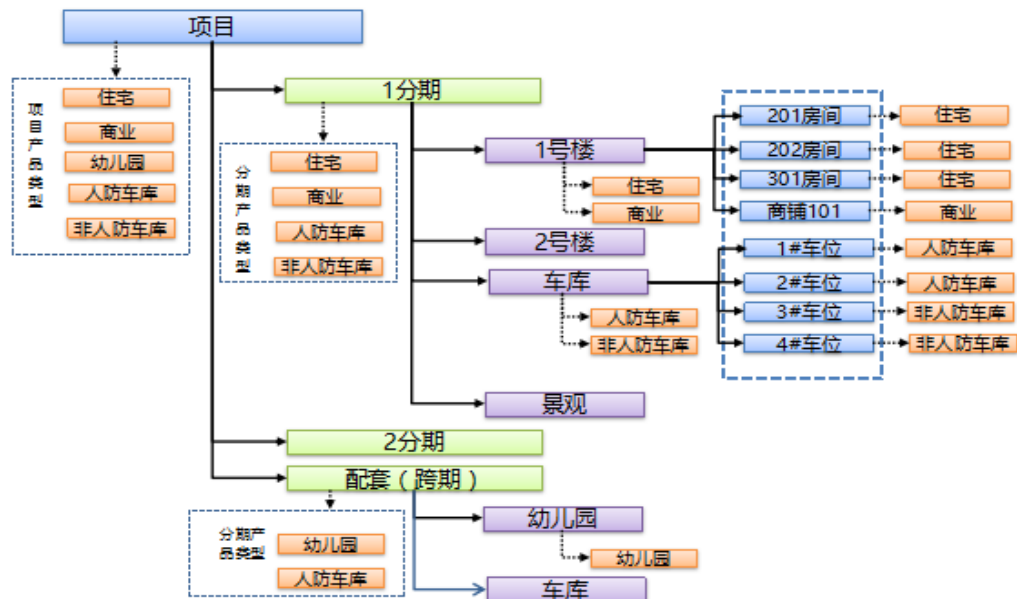 项目
项目产品类型
住宅
商业
幼儿园
人防车库
非人防车库
1分期
分期产品类型
住宅
商业
人防车库
非人防车库
1号楼
住宅
商业
201房间
住宅
202房间
住宅
301房间
住宅
商铺101
商业
2号楼
车库
人防车库
非人防车库
1#车位
人防车库
2#车位
人防车库
3#车位
非人防车库
4#车位
非人防车库
景观
2分期
配套（跨期）
分期产
品类型
幼儿园
人防车库
幼儿园
幼儿园
车库